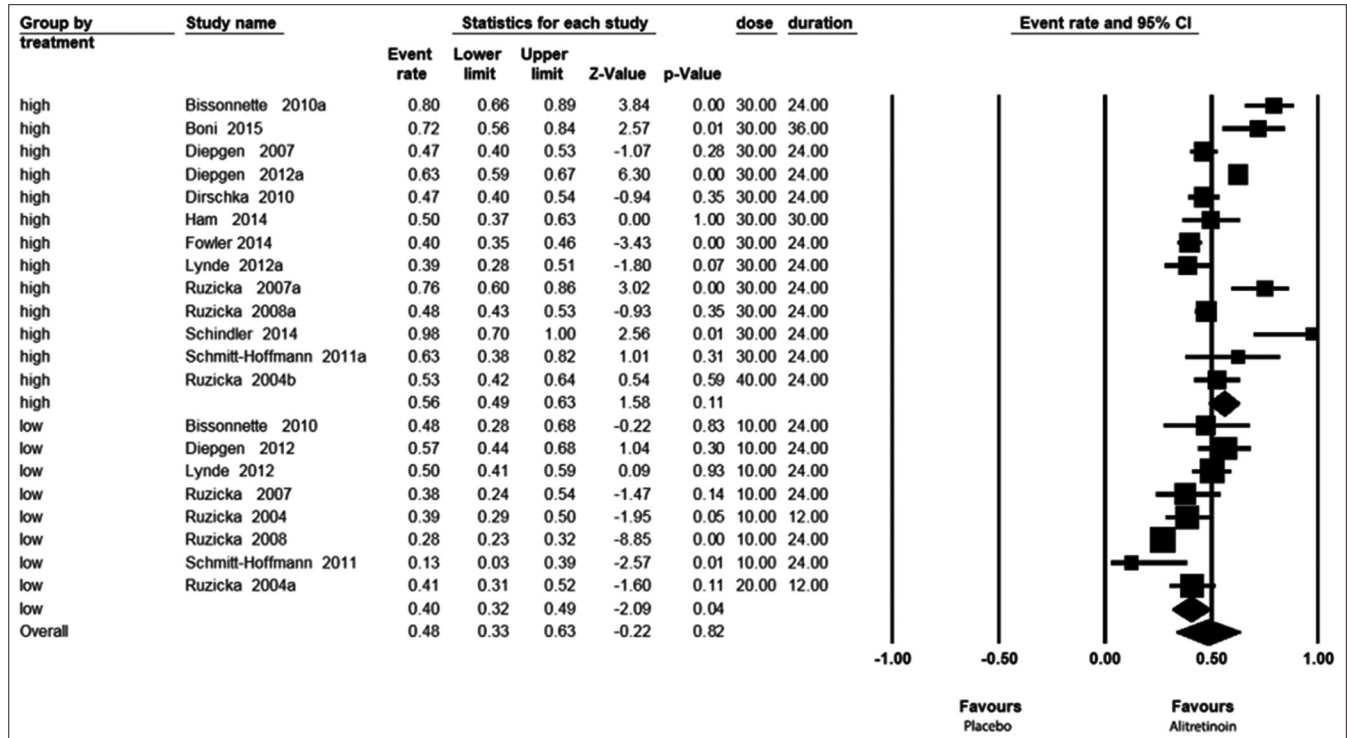 Group by treatment Study name Statistics for each study dose duration Event rate and 95% CI
Event rate Lower limit Upper limit Z-Value p-Value
high Bissonnette 2010a 0.80 0.66 0.89 3.84 0.00 30.00 24.00
high Boni 2015 0.72 0.56 0.84 2.57 0.01 30.00 36.00
high Diepgen 2007 0.47 0.40 0.53 -1.07 0.28 30.00 24.00
high Diepgen 2012a 0.63 0.59 0.67 6.30 0.00 30.00 24.00
high Dirschka 2010 0.47 0.40 0.54 -0.94 0.35 30.00 24.00
high Ham 2014 0.50 0.37 0.63 0.00 1.00 30.00 30.00
high Fowler 2014 0.40 0.35 0.46 -3.43 0.00 30.00 24.00
high Lynde 2012a 0.39 0.28 0.51 -1.80 0.07 30.00 24.00
high Ruzicka 2007a 0.76 0.60 0.86 3.02 0.00 30.00 24.00
high Ruzicka 2008a 0.48 0.43 0.53 -0.93 0.35 30.00 24.00
high Schindler 2014 0.98 0.70 1.00 2.56 0.01 30.00 24.00
high Schmitt-Hoffmann 2011a 0.63 0.38 0.82 1.01 0.31 30.00 24.00
high Ruzicka 2004b 0.53 0.42 0.64 0.54 0.59 40.00 24.00
high 0.56 0.49 0.63 1.58 0.11
low Bissonnette 2010 0.48 0.28 0.68 -0.22 0.83 10.00 24.00
low Diepgen 2012 0.57 0.44 0.68 1.04 0.30 10.00 24.00
low Lynde 2012 0.50 0.41 0.59 0.09 0.93 10.00 24.00
low Ruzicka 2007 0.38 0.24 0.54 -1.47 0.14 10.00 24.00
low Ruzicka 2004 0.39 0.29 0.50 -1.95 0.05 10.00 12.00
low Ruzicka 2008 0.28 0.23 0.32 -8.85 0.00 10.00 24.00
low Schmitt-Hoffmann 2011 0.13 0.03 0.39 -2.57 0.01 10.00 24.00
low Ruzicka 2004a 0.41 0.31 0.52 -1.60 0.11 20.00 12.00
low 0.40 0.32 0.49 -2.09 0.04
Overall 0.48 0.33 0.63 -0.22 0.82
-1.00 -0.50 0.00 0.50 1.00
Favours Placebo Favours Alitretinoin